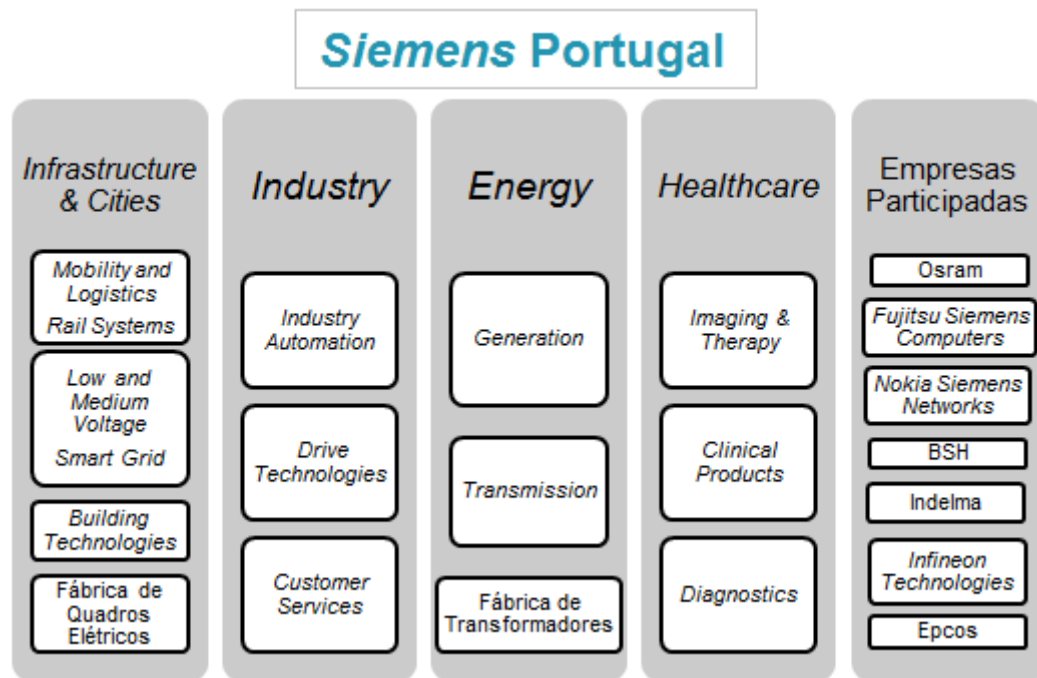 Siemens Portugal
Infrastructure
& Cities
Mobility and
Logistics
Rail Systems
Low and
Medium
Voltage
Smart Grid
Building
Technologies
Fábrica de
Quadros
Elétricos
Industry
Industry
Automation
Drive
Technologies
Customer
Services
Energy
Generation
Transmission
Fábrica de
Transformadores
Healthcare
Imaging &
Therapy
Clinical
Products
Diagnostics
Empresas
Participadas
Osram
Fujitsu Siemens
Computers
Nokia Siemens
Networks
BSH
Indelma
Infineon
Technologies
Epcos